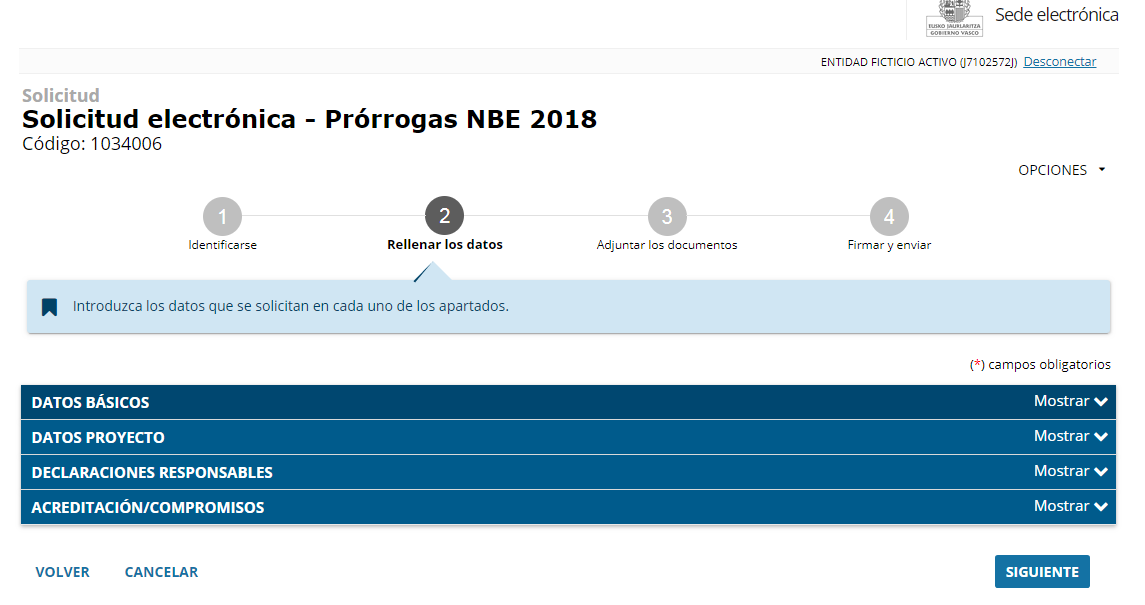 EUSKO JAURLARITZA
GOBIERNO VASCO
Sede electrónica
ENTIDAD FICTICIO ACTIVO (J7102572J) Desconectar
Solicitud
Solicitud electrónica - Prórrogas NBE 2018
Código: 1034006
OPCIONES
1 2 3 4
Identificarse Rellenar los datos Adjuntar los documentos Firmar y enviar
Introduzca los datos que se solicitan en cada uno de los apartados.
(*) campos obligatorios
DATOS BÁSICOS Mostrar
DATOS PROYECTO Mostrar
DECLARACIONES RESPONSABLES Mostrar
ACREDITACIÓN/COMPROMISOS Mostrar
VOLVER CANCELAR SIGUIENTE